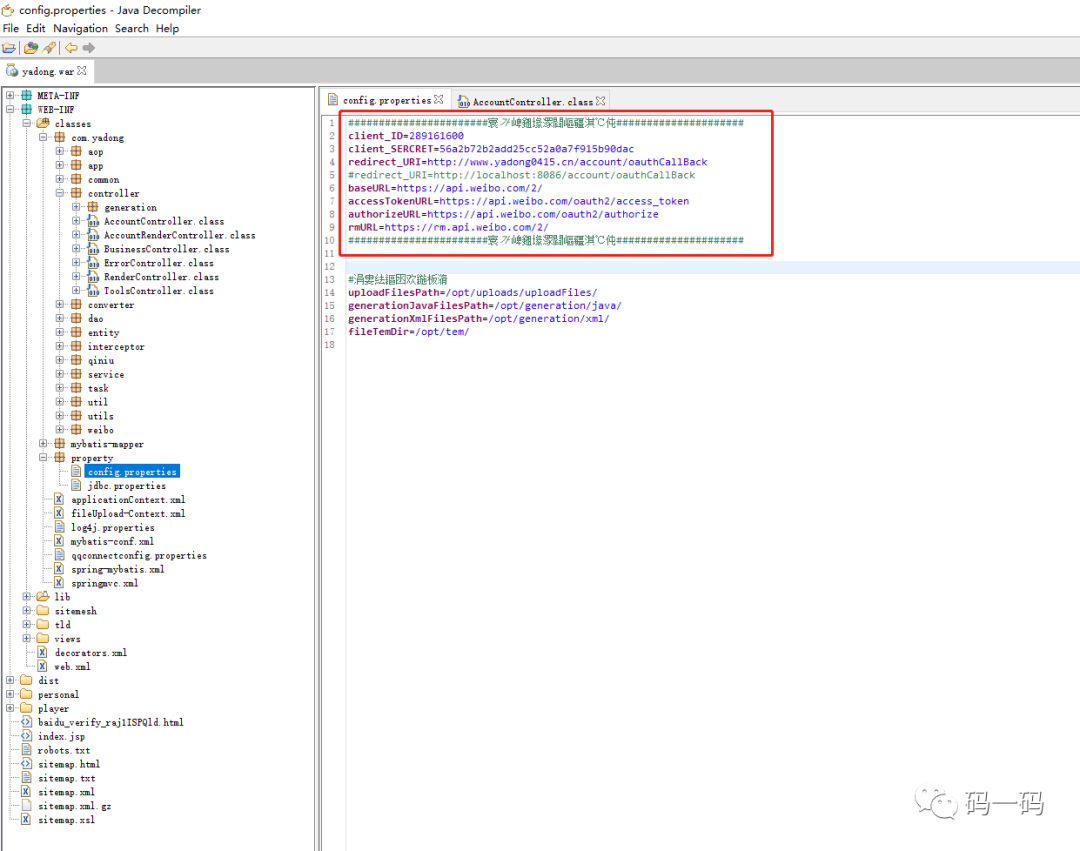 config.properties - Java Decompiler
File Edit Navigation Search Help
yadong.war
META-INF
WEB-INF
classes
com.yadong
aop
app
common
controller
generation
AccountController.class
AccountRenderController.class
BusinessController.class
ErrorController.class
RenderController.class
ToolsController.class
converter
dao
entity
interceptor
qiniu
service
task
util
utils
weibo
mybatis-mapper
property
config.properties
jdbc.properties
applicationContext.xml
fileUpload-Context.xml
log4j.properties
mybatis-conf.xml
qqconnectconfig.properties
spring-mybatis.xml
springmvc.xml
lib
sitemesh
tld
views
decorators.xml
web.xml
dist
personal
player
baidu_verify_raj1ISPQld.html
index.jsp
robots.txt
sitemap.html
sitemap.txt
sitemap.xml
sitemap.xml.gz
sitemap.xsl
config.properties AccountController.class
1
2 client_ID=289161600
3 client_SERCRET=56a2b72b2add25cc52a0a7f915b90dac
4 redirect_URI=http://www.yadong0415.cn/account/oauthCallBack
5 #redirect_URI=http://localhost:8086/account/oauthCallBack
6 baseURL=https://api.weibo.com/2/
7 accessTokenURL=https://api.weibo.com/oauth2/access_token
8 authorizeURL=https://api.weibo.com/oauth2/authorize
9 rmURL=https://rm.api.weibo.com/2/
10
11
12
13
14 uploadFilesPath=/opt/uploads/uploadFiles/
15 generationJavaFilesPath=/opt/generation/java/
16 generationXmlFilesPath=/opt/generation/xml/
17 fileTemDir=/opt/tem/
18
码一码